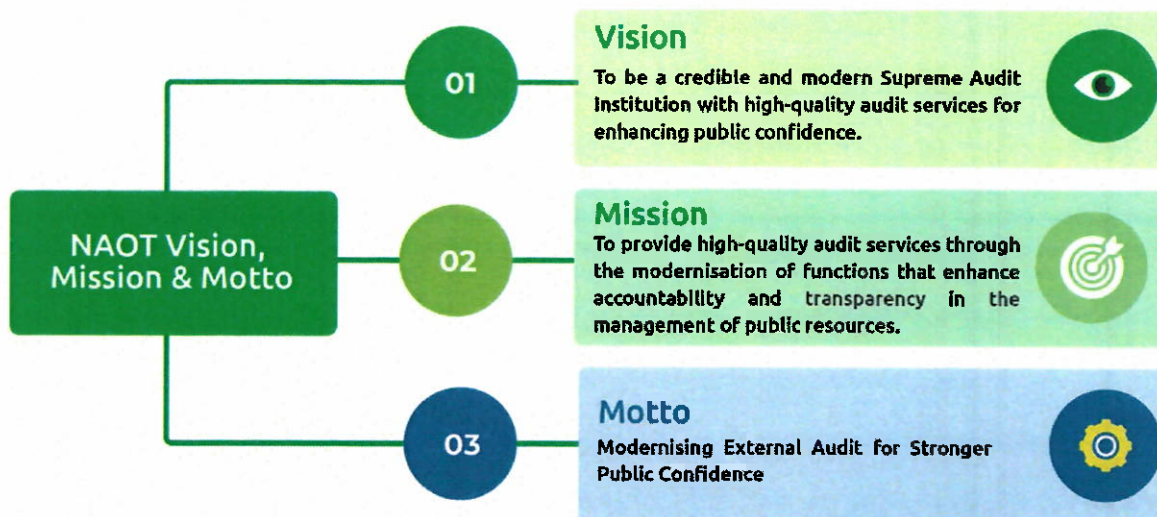 NAOT Vision,
Mission & Motto
01
Vision
To be a credible and modern Supreme Audit
Institution with high-quality audit services for
enhancing public confidence.
02
Mission
To provide high-quality audit services through
the modernisation of functions that enhance
accountability and transparency in the
management of public resources.
03
Motto
Modernising External Audit for Stronger
Public Confidence